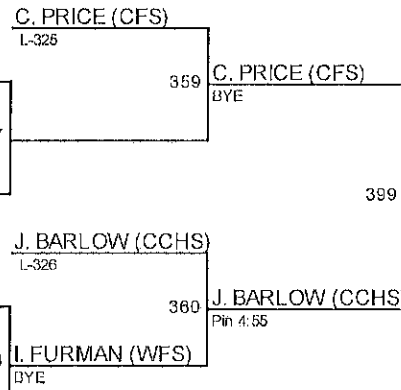 C. PRICE (CFS)
L-325
359
C. PRICE (CFS)
BYE
399
J. BARLOW (CCHS)
L-326
360
J. BARLOW (CCHS
Pin 4:55
I. FURMAN (WFS)
BYE